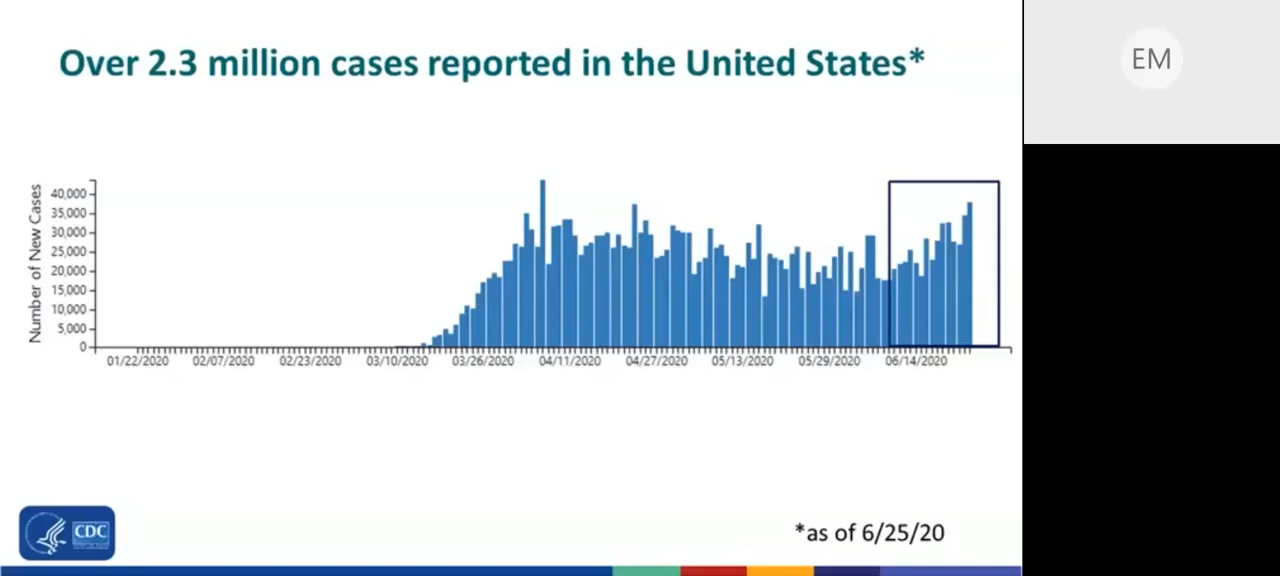 Over 2.3 million cases reported in the United States*
EM
Number of New Cases
40,000
35,000
30,000
25,000
20,000
15,000
10,000
5,000
0
01/22/2020 02/07/2020 02/23/2020 03/10/2020 03/26/2020 04/11/2020 04/27/2020 05/13/2020 05/29/2020 06/14/2020
CDC
*as of 6/25/20